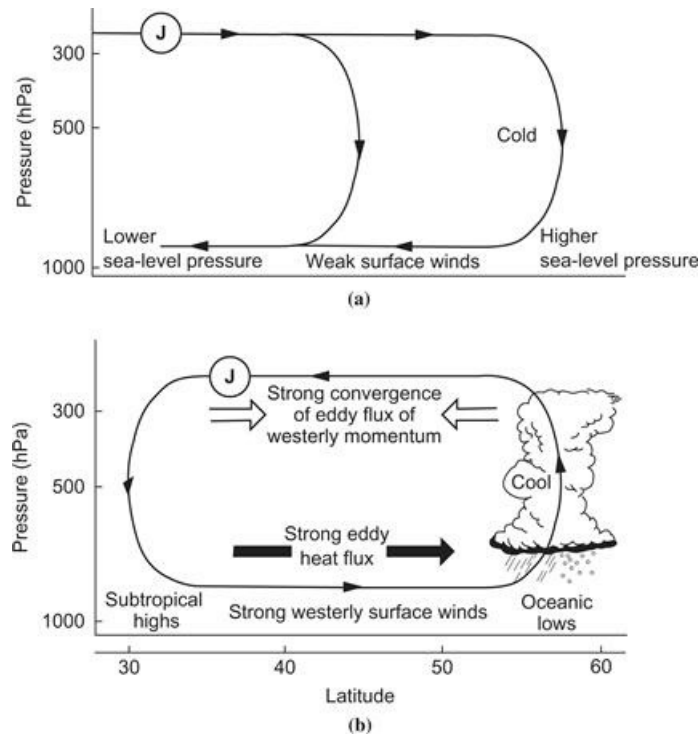 J
300
500
1000
Pressure (hPa)
Cold
Lower
sea-level pressure
Weak surface winds
Higher
sea-level pressure
(a)
J
300
500
1000
Pressure (hPa)
Strong convergence
of eddy flux of
westerly momentum
Cool
Strong eddy
heat flux
Subtropical
highs
Strong westerly surface winds
Oceanic
lows
30
40
50
60
Latitude
(b)